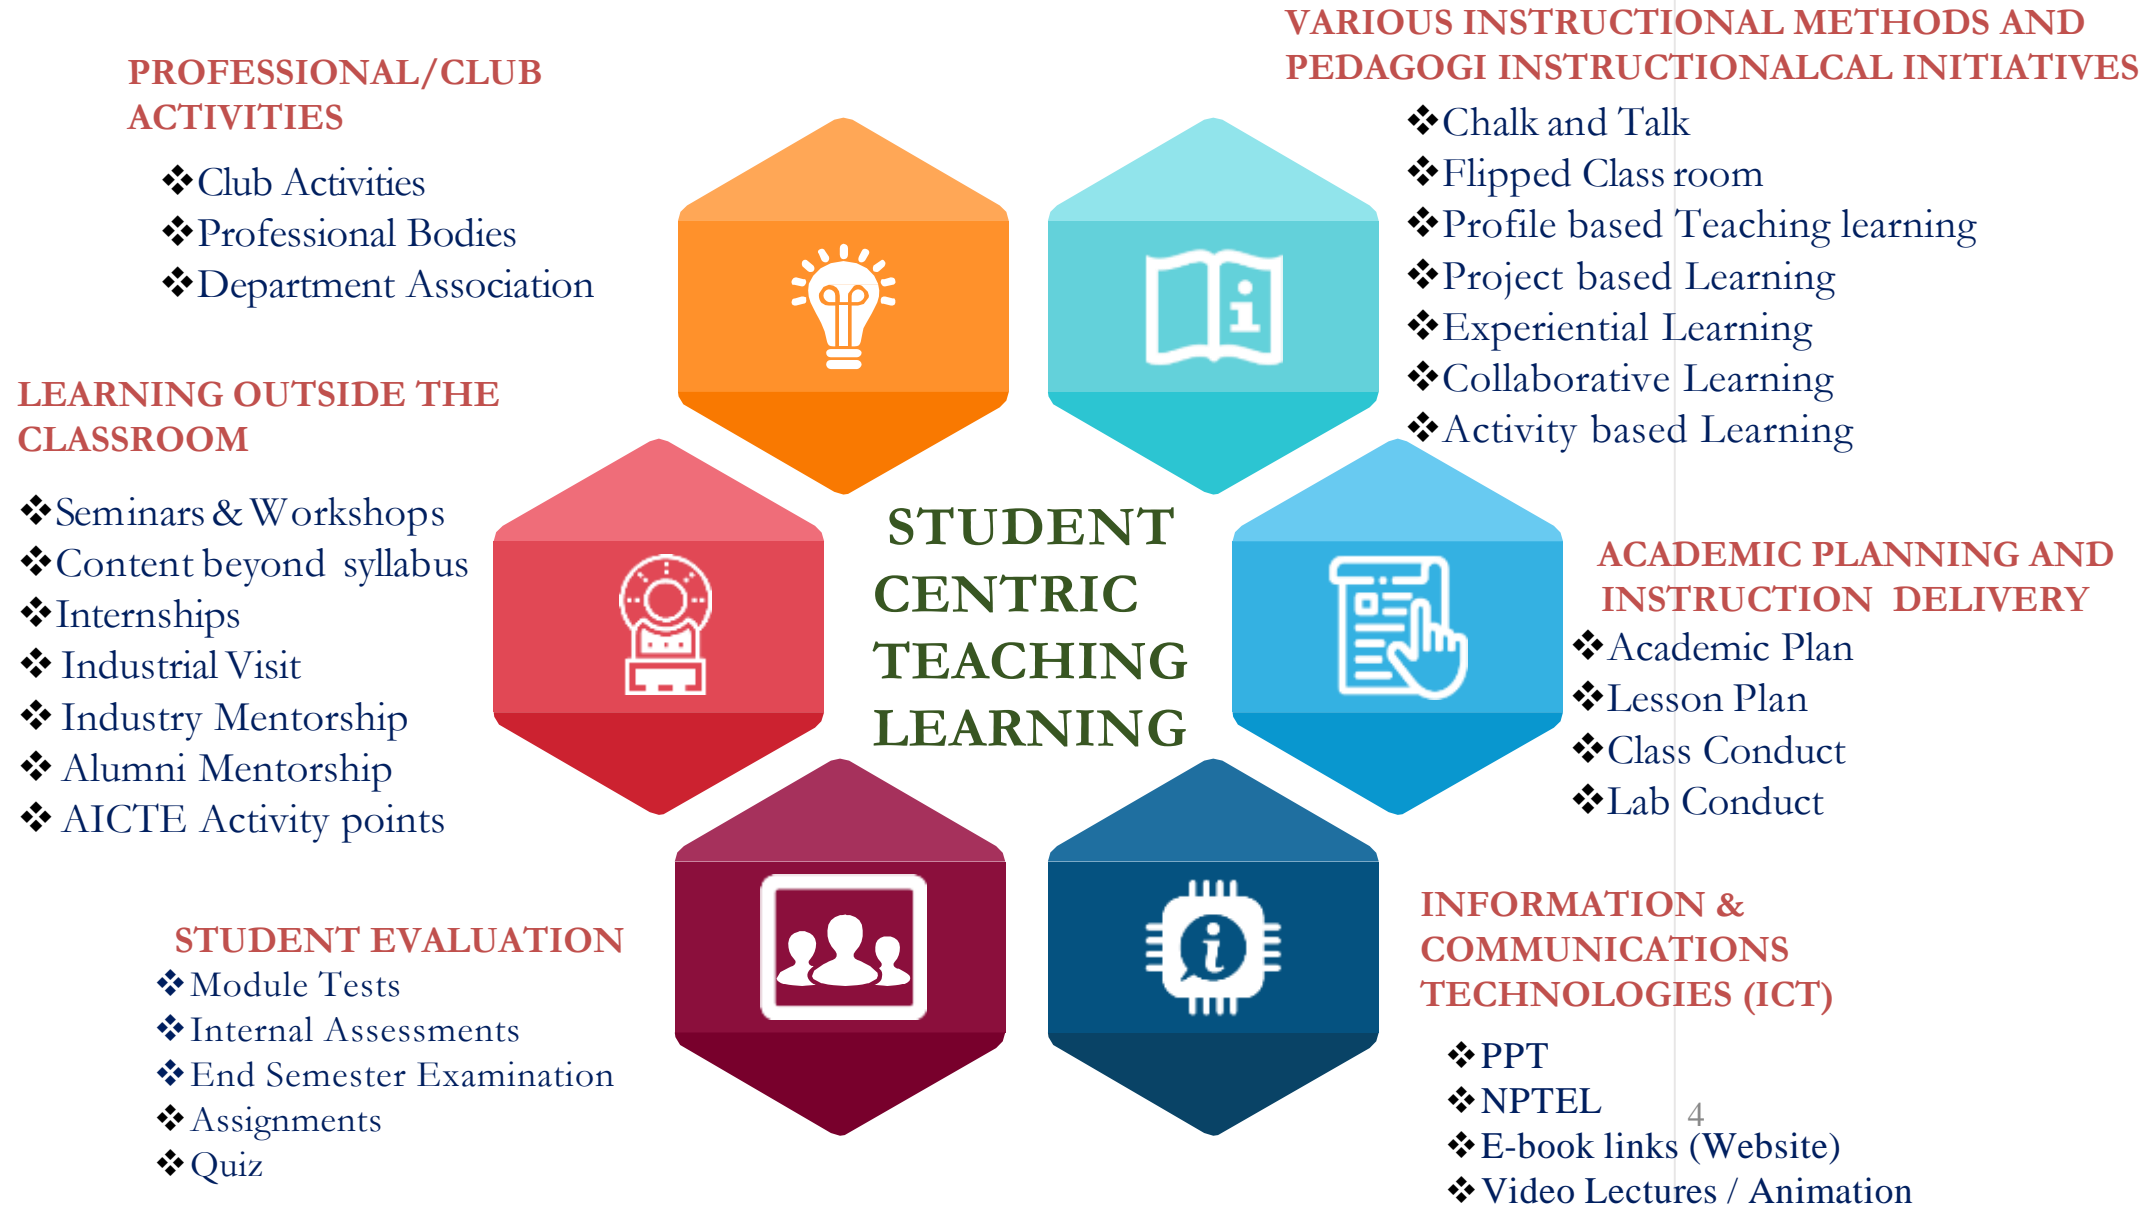 PROFESSIONAL/CLUB
ACTIVITIES
❖Club Activities
❖Professional Bodies
❖Department Association
VARIOUS INSTRUCTIONAL METHODS AND
PEDAGOGI INSTRUCTIONALCAL INITIATIVES
❖Chalk and Talk
❖Flipped Class room
❖Profile based Teaching learning
❖Project based Learning
❖Experiential Learning
❖Collaborative Learning
❖Activity based Learning
LEARNING OUTSIDE THE
CLASSROOM
❖Seminars & Workshops
❖Content beyond syllabus
❖Internships
❖ Industrial Visit
❖ Industry Mentorship
❖ Alumni Mentorship
❖ AICTE Activity points
STUDENT
CENTRIC
TEACHING
LEARNING
ACADEMIC PLANNING AND
INSTRUCTION DELIVERY
❖Academic Plan
❖Lesson Plan
❖Class Conduct
❖Lab Conduct
STUDENT EVALUATION
❖Module Tests
❖Internal Assessments
❖End Semester Examination
❖Assignments
❖Quiz
INFORMATION &
COMMUNICATIONS
TECHNOLOGIES (ICT)
❖PPT
❖NPTEL
❖E-book links (Website)
❖Video Lectures / Animation
4